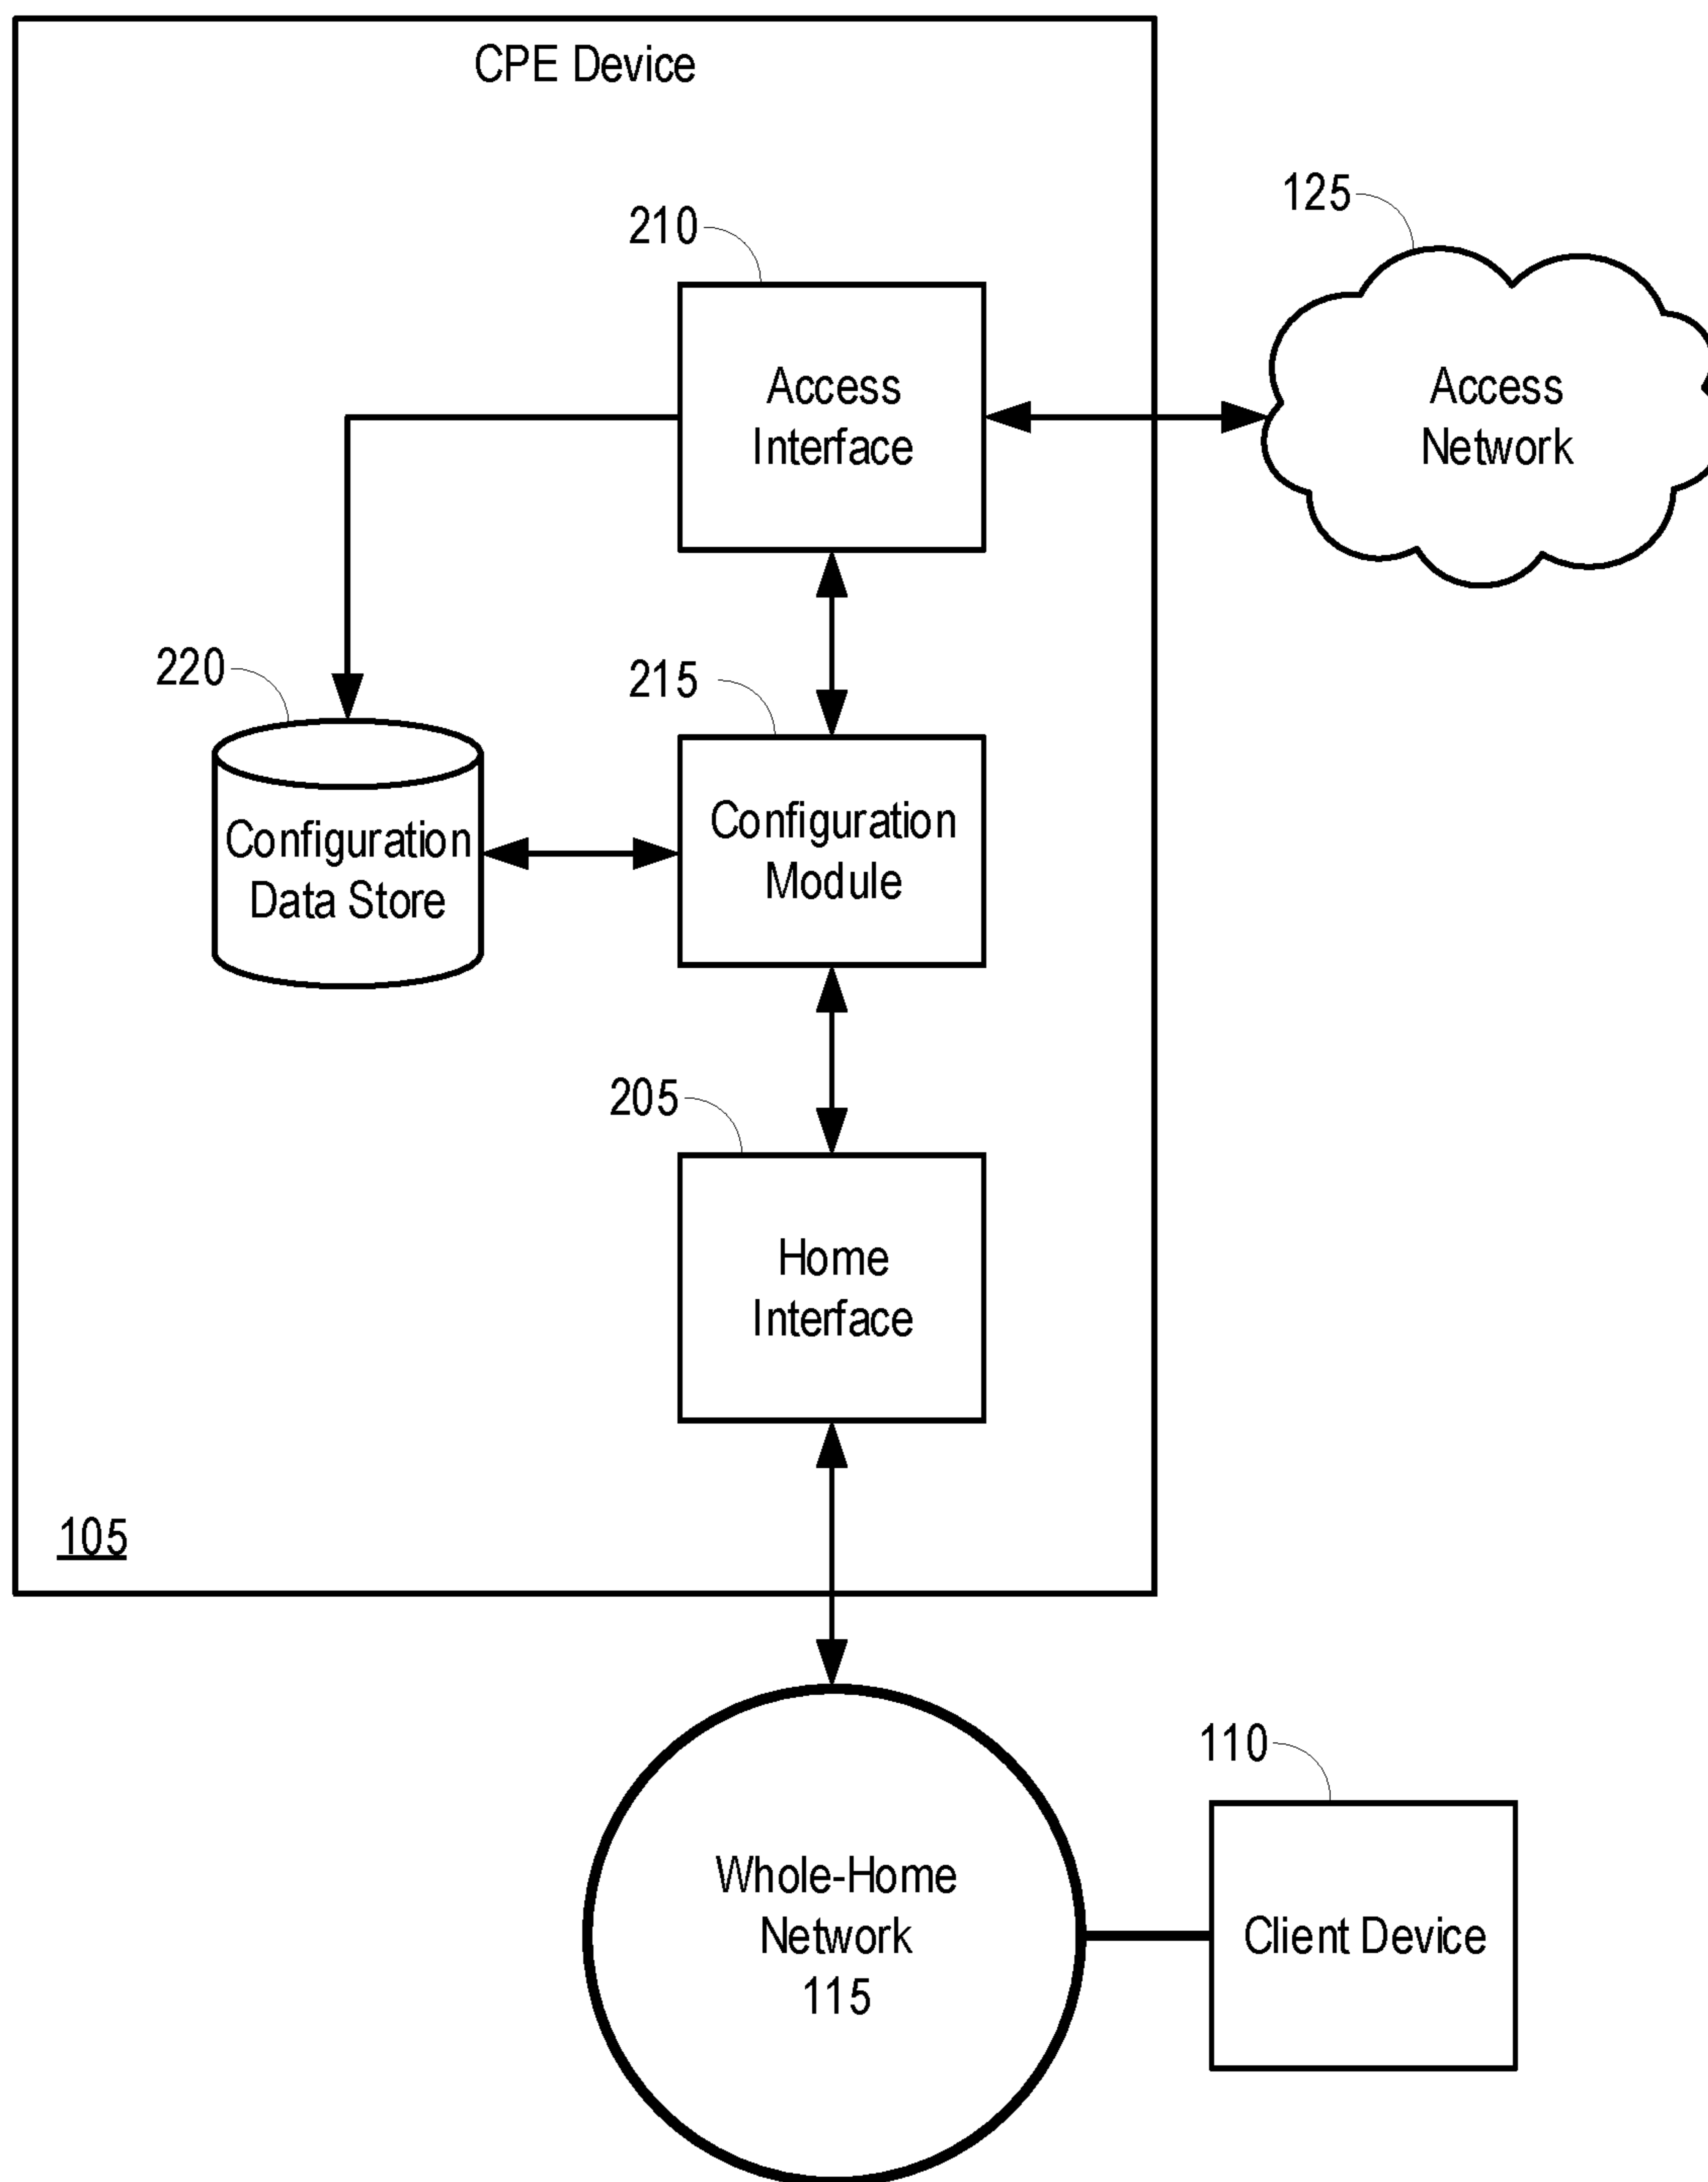 CPE Device
125
210
Access
Interface
Access
Network
220
215
Configuration
Data Store
Configuration
Module
205
Home
Interface
105
110
Whole-Home
Network
115
Client Device